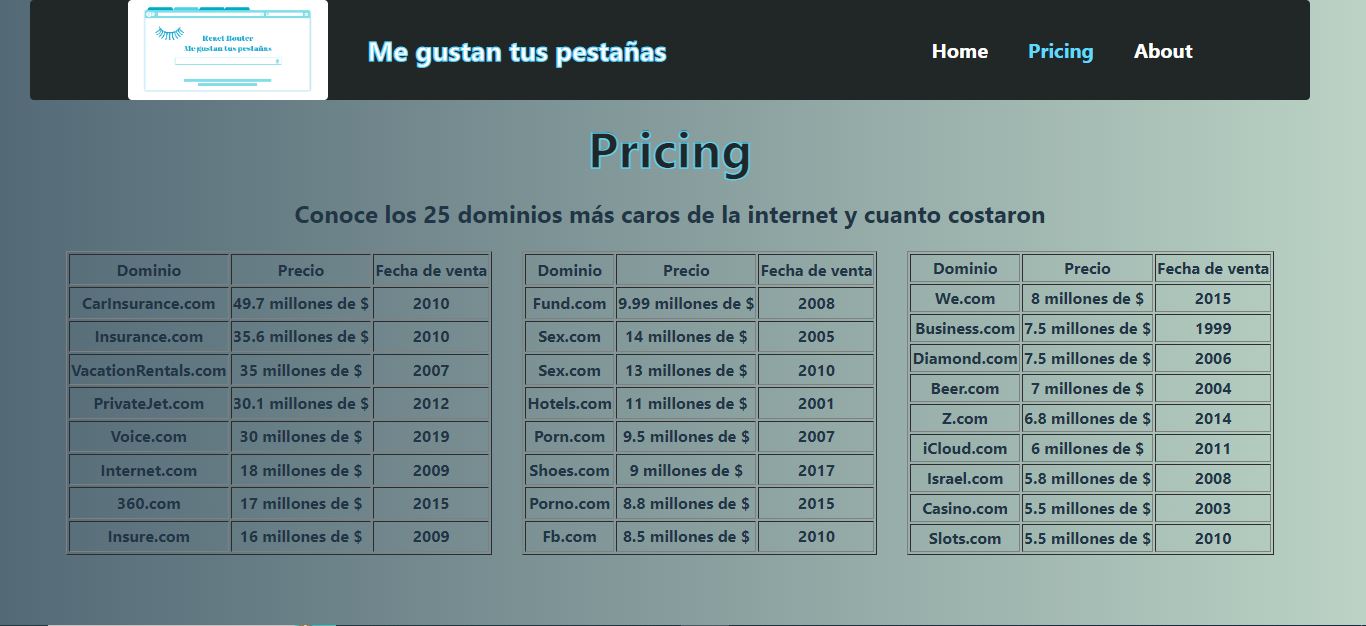 React Router
Me gustan tus pestañas
Me gustan tus pestañas
Home Pricing About
Pricing
Conoce los 25 dominios más caros de la internet y cuanto costaron
Dominio Precio Fecha de venta
CarInsurance.com 49.7 millones de $ 2010
Insurance.com 35.6 millones de $ 2010
VacationRentals.com 35 millones de $ 2007
PrivateJet.com 30.1 millones de $ 2012
Voice.com 30 millones de $ 2019
Internet.com 18 millones de $ 2009
360.com 17 millones de $ 2015
Insure.com 16 millones de $ 2009
Dominio Precio Fecha de venta
Fund.com 9.99 millones de $ 2008
Sex.com 14 millones de $ 2005
Sex.com 13 millones de $ 2010
Hotels.com 11 millones de $ 2001
Porn.com 9.5 millones de $ 2007
Shoes.com 9 millones de $ 2017
Porno.com 8.8 millones de $ 2015
Fb.com 8.5 millones de $ 2010
Dominio Precio Fecha de venta
We.com 8 millones de $ 2015
Business.com 7.5 millones de $ 1999
Diamond.com 7.5 millones de $ 2006
Beer.com 7 millones de $ 2004
Z.com 6.8 millones de $ 2014
iCloud.com 6 millones de $ 2011
Israel.com 5.8 millones de $ 2008
Casino.com 5.5 millones de $ 2003
Slots.com 5.5 millones de $ 2010